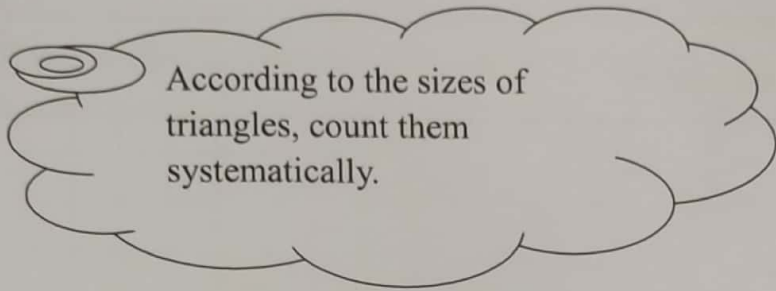 According to the sizes of
triangles, count them
systematically.